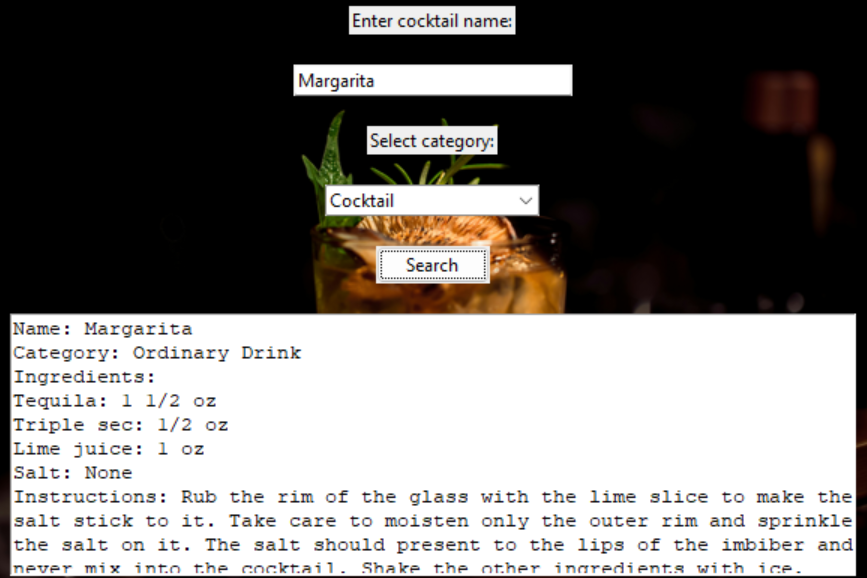 Enter cocktail name:
Margarita
Select category:
Cocktail
Search
Name: Margarita
Category: Ordinary Drink
Ingredients:
Tequila: 1 1/2 oz
Triple sec: 1/2 oz
Lime juice: 1 oz
Salt: None
Instructions: Rub the rim of the glass with the lime slice to make the
salt stick to it. Take care to moisten only the outer rim and sprinkle
the salt on it. The salt should present to the lips of the imbiber and
never mix into the cocktail. Shake the other ingredients with ice.